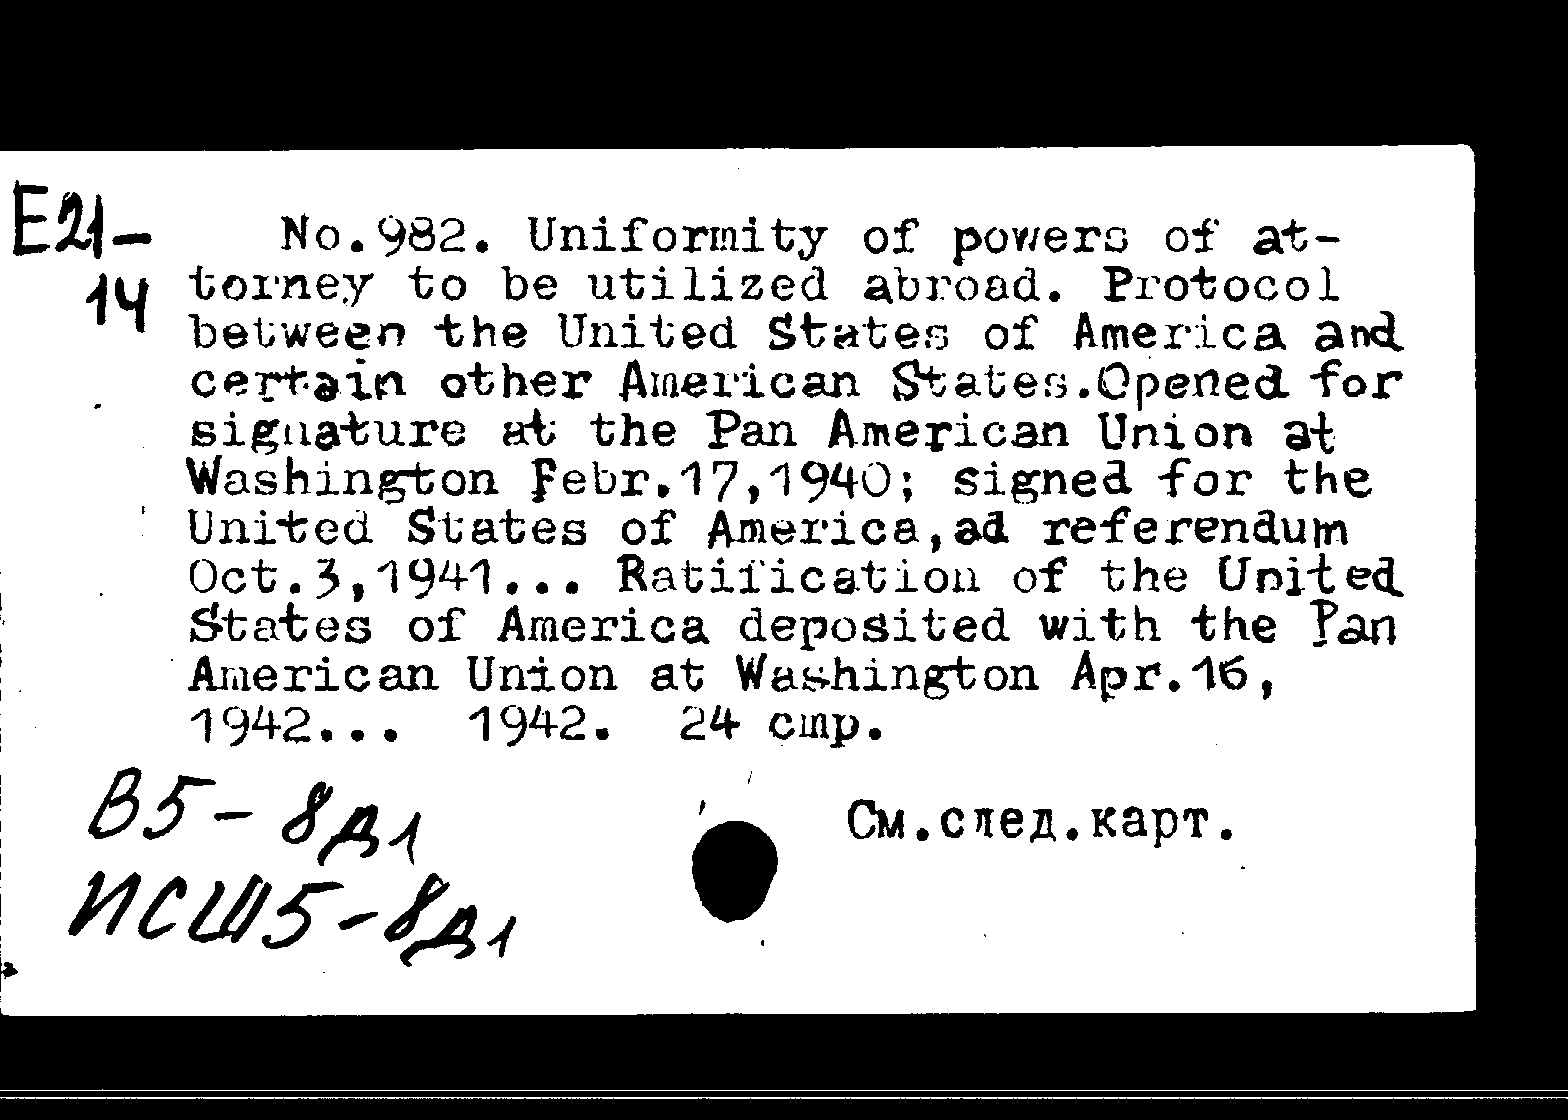 E21-
14
No.982. Uniformity of powers of at-
torney to be utilized abroad. Protocol
between the United States of America and
certain other American States.Opened for
signature at the Pan American Union at
Washington Febr.17,1940; signed for the
United States of America,ad referendum
Oct.3,1941... Ratification of the United
States of America deposited with the Pan
American Union at Washington Apr.16,
1942... 1942. 24 cmp.
См.след.карт.
В5-8д1
ИСШ5-8д1